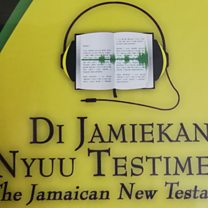 DI JAMIEKAN
NYUU TESTIME
The Jamaican New Testa